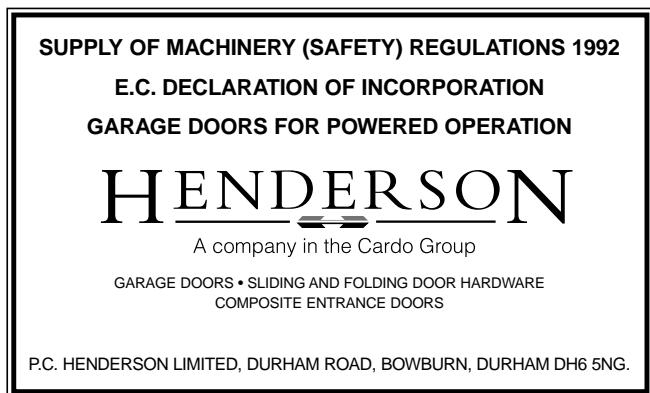 SUPPLY OF MACHINERY (SAFETY) REGULATIONS 1992
E.C. DECLARATION OF INCORPORATION
GARAGE DOORS FOR POWERED OPERATION
HENDERSON
A company in the Cardo Group
GARAGE DOORS • SLIDING AND FOLDING DOOR HARDWARE
COMPOSITE ENTRANCE DOORS
P.C. HENDERSON LIMITED, DURHAM ROAD, BOWBURN, DURHAM DH6 5NG.